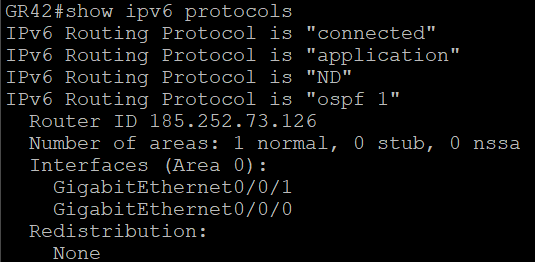 GR42#show ipv6 protocols
IPv6 Routing Protocol is "connected"
IPv6 Routing Protocol is "application"
IPv6 Routing Protocol is "ND"
IPv6 Routing Protocol is "ospf 1"
  Router ID 185.252.73.126
  Number of areas: 1 normal, 0 stub, 0 nssa
  Interfaces (Area 0):
    GigabitEthernet0/0/1
    GigabitEthernet0/0/0
  Redistribution:
    None